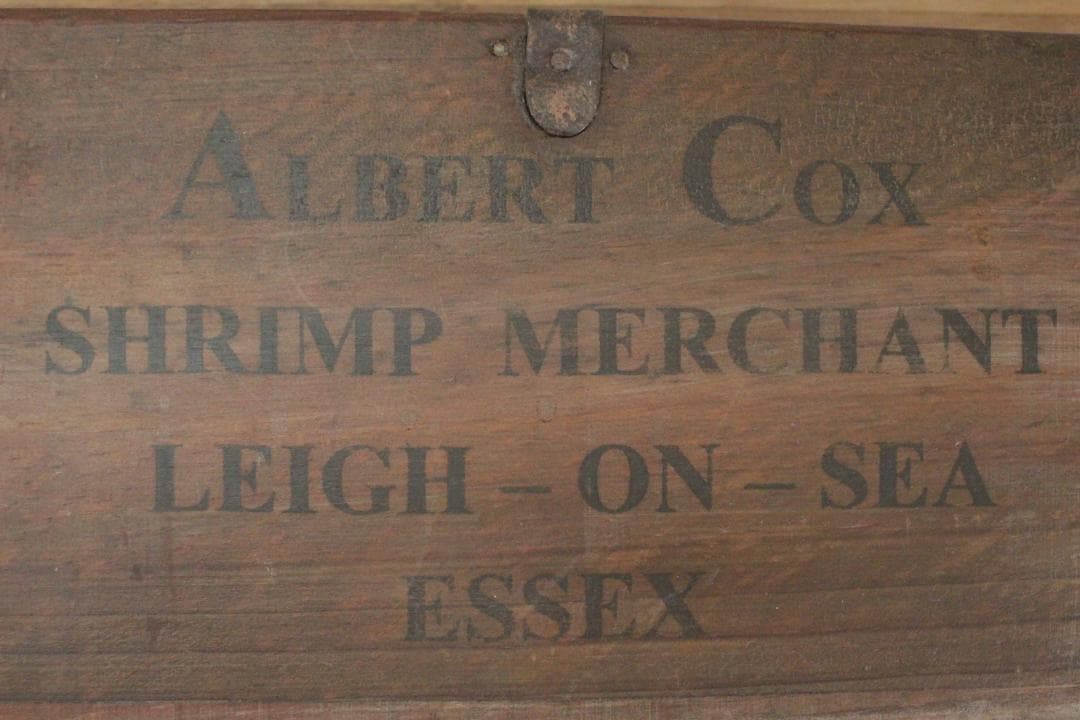 ALBERT COX
SHRIMP MERCHANT
LEIGH - ON - SEA
ESSEX